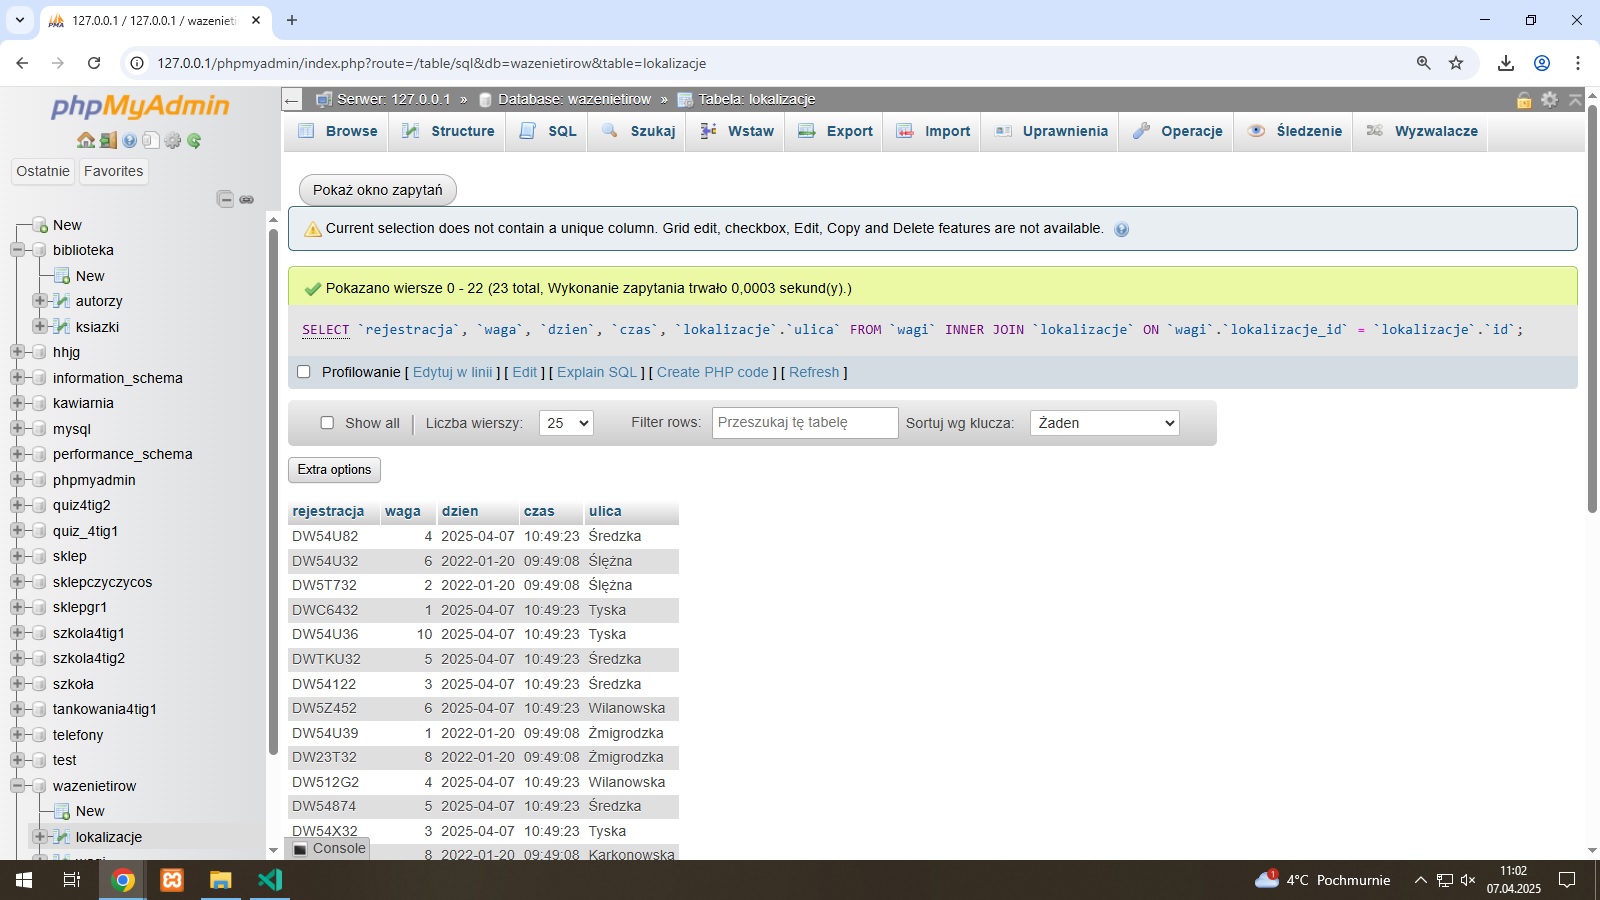 127.0.0.1 / 127.0.0.1 / wazenieti
127.0.0.1/phpmyadmin/index.php?route=/table/sql&db=wazenietirow&table=lokalizacje
phpMyAdmin
Ostatnie Favorites
New
biblioteka
New
autorzy
ksiazki
hhjg
information_schema
kawiarnia
mysql
performance_schema
phpmyadmin
quiz4tig2
quiz_4tig1
sklep
sklepczyczycos
sklepgr1
szkola4tig1
szkola4tig2
szkoła
tankowania4tig1
telefony
test
wazenietirow
New
lokalizacje
wagi
Serwer: 127.0.0.1 » Database: wazenietirow » Tabela: lokalizacje
Browse Structure SQL Szukaj Wstaw Export Import Uprawnienia Operacje Śledzenie Wyzwalacze
Pokaż okno zapytań
Current selection does not contain a unique column. Grid edit, checkbox, Edit, Copy and Delete features are not available.
Pokazano wiersze 0 - 22 (23 total, Wykonanie zapytania trwało 0,0003 sekund(y).)
SELECT `rejestracja`, `waga`, `dzien`, `czas`, `lokalizacje`.`ulica` FROM `wagi` INNER JOIN `lokalizacje` ON `wagi`.`lokalizacje_id` = `lokalizacje`.`id`;
Profilowanie [ Edytuj w linii ] [ Edit ] [ Explain SQL ] [ Create PHP code ] [ Refresh ]
Show all | Liczba wierszy: 25 Filter rows: Przeszukaj tę tabelę Sortuj wg klucza: Żaden
Extra options
rejestracja waga dzien czas ulica
DW54U82 4 2025-04-07 10:49:23 Średzka
DW54U32 6 2022-01-20 09:49:08 Ślężna
DW5T732 2 2022-01-20 09:49:08 Ślężna
DWC6432 1 2025-04-07 10:49:23 Tyska
DW54U36 10 2025-04-07 10:49:23 Tyska
DWTKU32 5 2025-04-07 10:49:23 Średzka
DW54122 3 2025-04-07 10:49:23 Średzka
DW5Z452 6 2025-04-07 10:49:23 Wilanowska
DW54U39 1 2022-01-20 09:49:08 Żmigrodzka
DW23T32 8 2022-01-20 09:49:08 Żmigrodzka
DW512G2 4 2025-04-07 10:49:23 Wilanowska
DW54874 5 2025-04-07 10:49:23 Średzka
DW54X32 3 2025-04-07 10:49:23 Tyska
8 2022-01-20 09:49:08 Karkonowska
Console
1 4°C Pochmurnie
11:02
07.04.2025